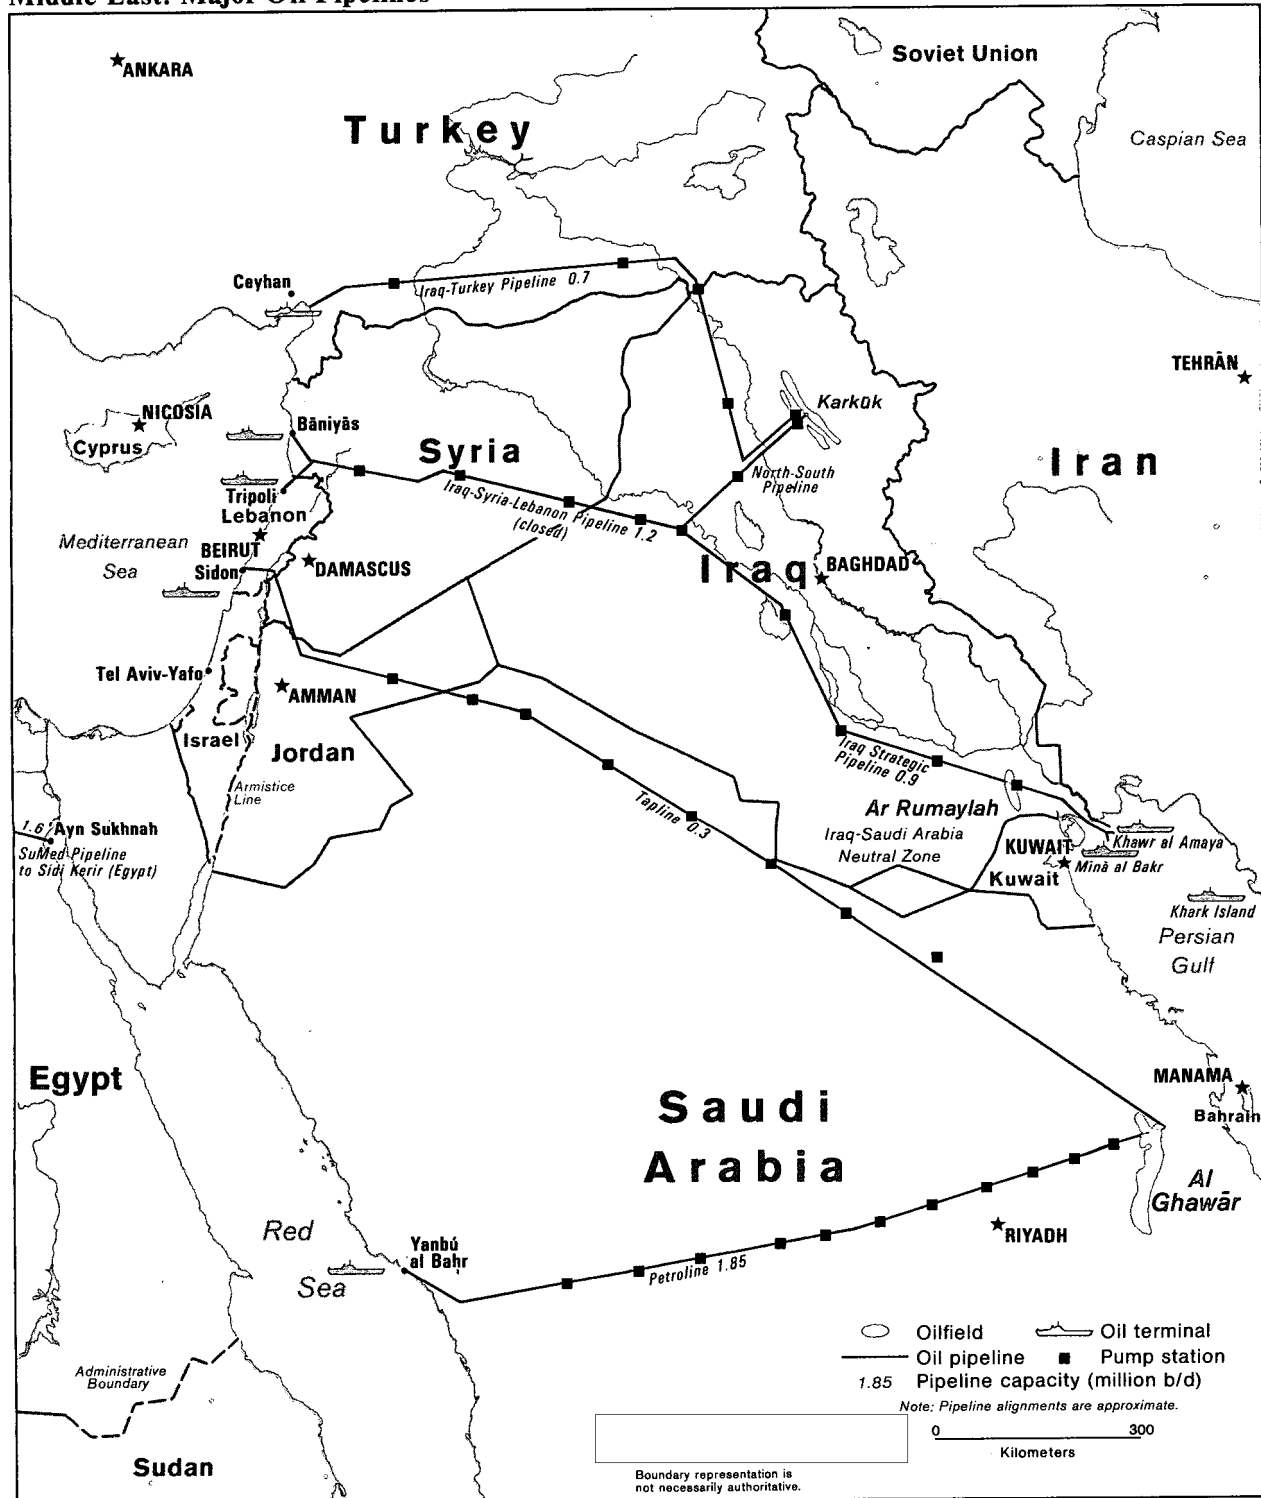 Middle East: Major Oil Pipelines
ANKARA
Soviet Union
Turkey
Caspian Sea
Ceyhan
Iraq-Turkey Pipeline 0.7
TEHRÂN
NICOSIA
Cyprus
Bāniyās
Karkūk
Syria
Iran
Tripoli
Lebanon
Iraq-Syria-Lebanon Pipeline 1.2
(closed)
North-South
Pipeline
Mediterranean
Sea
BEIRUT
Sidon
DAMASCUS
Iraq
BAGHDAD
Tel Aviv-Yafo
AMMAN
Israel
Jordan
Armistice
Line
Iraq Strategic
Pipeline 0.9
Tapline 0.3
Ar Rumaylah
Iraq-Saudi Arabia
Neutral Zone
1.6
Ayn Sukhnah
SuMed Pipeline
to Sidi Kerir (Egypt)
KUWAIT
Kuwait
Khawr al Amaya
Minà al Bakr
Khark Island
Persian
Gulf
Egypt
MANAMA
Bahrain
Saudi
Arabia
Al
Ghawār
Red
Sea
Yanbú
al Bahr
RIYADH
Petroline 1.85
Oilfield
Oil terminal
Oil pipeline
Pump station
1.85 Pipeline capacity (million b/d)
Note: Pipeline alignments are approximate.
0 300
Kilometers
Administrative
Boundary
Sudan
Boundary representation is
not necessarily authoritative.